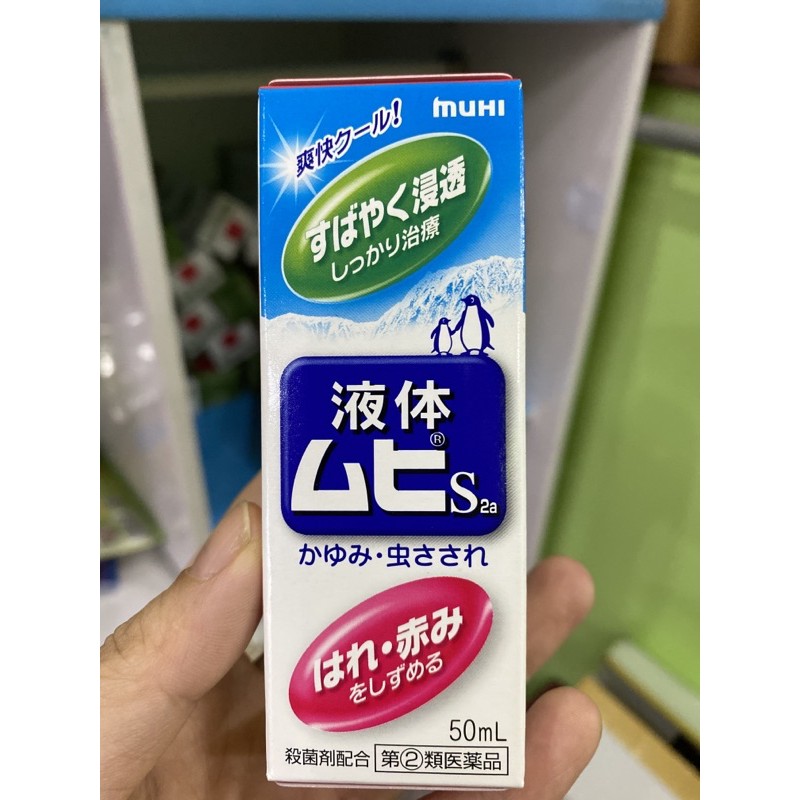 muHI
爽快クール!
すばやく浸透
しっかり治療
液体
ムヒ®S2a
かゆみ・虫さされ
はれ・赤み
をしずめる
50mL
殺菌剤配合 指②類医薬品